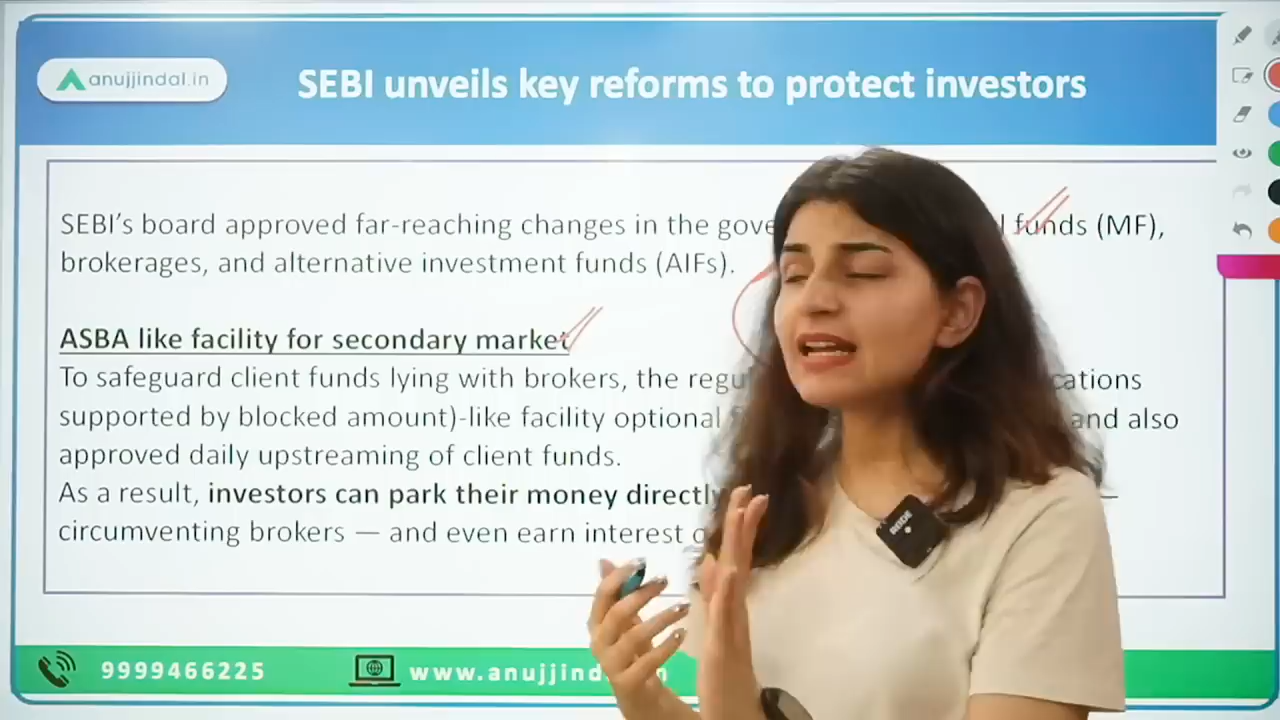 anujjindal.in
SEBI unveils key reforms to protect investors
SEBI's board approved far-reaching changes in the gove funds (MF),
brokerages, and alternative investment funds (AIFs).
ASBA like facility for secondary market
To safeguard client funds lying with brokers, the regu cations
supported by blocked amount)-like facility optional and also
approved daily upstreaming of client funds.
As a result, investors can park their money directly —
circumventing brokers — and even earn interest o
9999466225
www.anujjind n
RODE